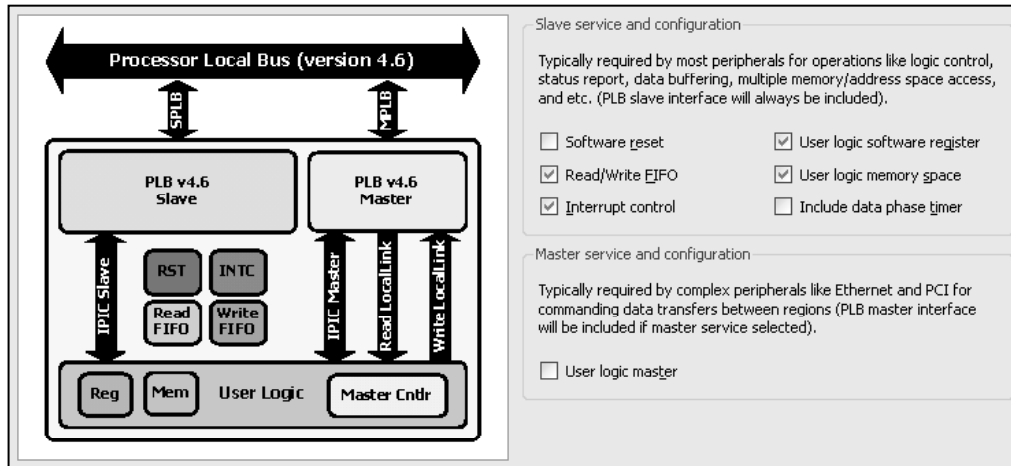 Processor Local Bus (version 4.6)
SPLB
MPLB
PLB v4.6
Slave
PLB v4.6
Master
IPIC Slave
RST
INTC
Read
FIFO
Write
FIFO
IPIC Master
Read LocalLink
Write LocalLink
Reg
Mem
User Logic
Master Cntlr
Slave service and configuration
Typically required by most peripherals for operations like logic control,
status report, data buffering, multiple memory/address space access,
and etc. (PLB slave interface will always be included).
Software reset
User logic software register
Read/Write FIFO
User logic memory space
Interrupt control
Include data phase timer
Master service and configuration
Typically required by complex peripherals like Ethernet and PCI for
commanding data transfers between regions (PLB master interface
will be included if master service selected).
User logic master